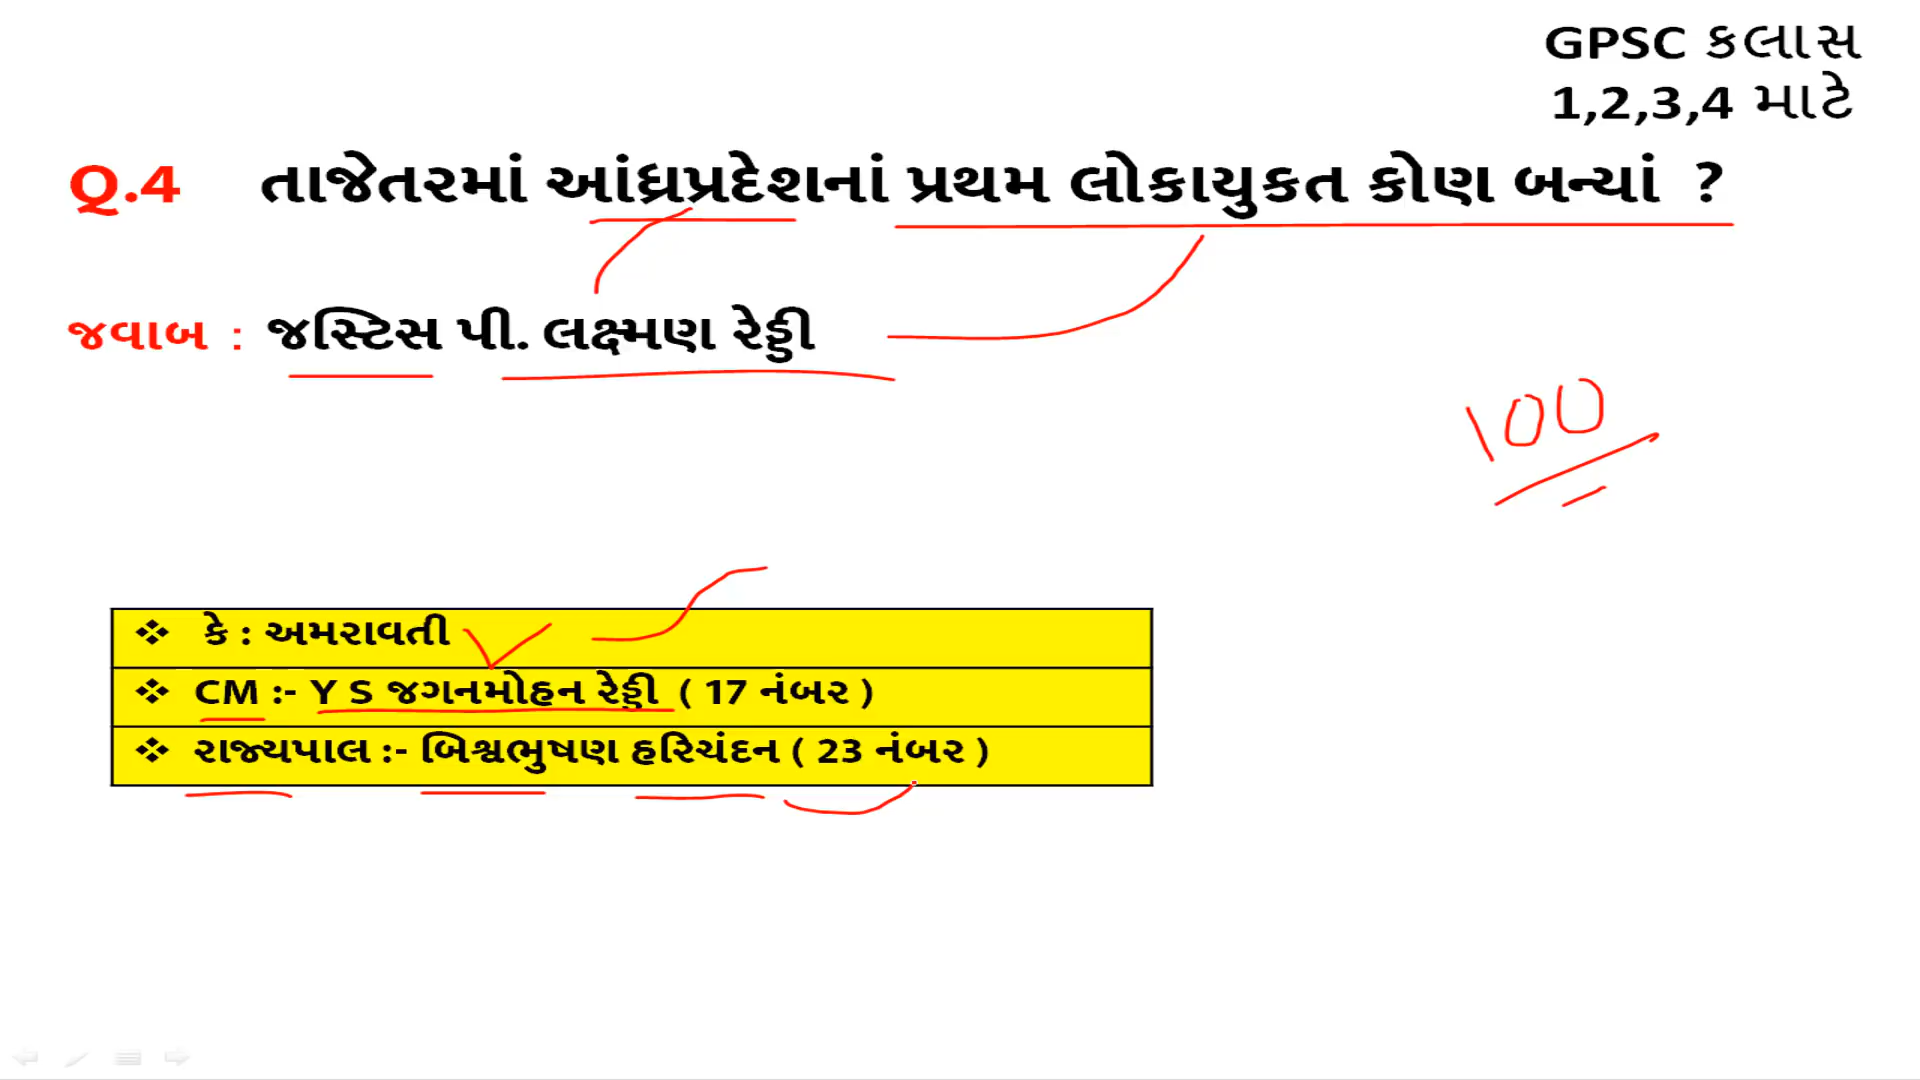 GPSC કલાસ
1,2,3,4 માટે
Q.4 તાજેતરમાં આંધ્રપ્રદેશનાં પ્રથમ લોકાયુકત કોણ બન્યાં ?
જવાબ : જસ્ટિસ પી. લક્ષ્મણ રેડ્ડી
100
❖ કે : અમરાવતી
❖ CM :- Y S જગનમોહન રેડ્ડી ( 17 નંબર )
❖ રાજ્યપાલ :- બિશ્વભુષણ હરિચંદન ( 23 નંબર )